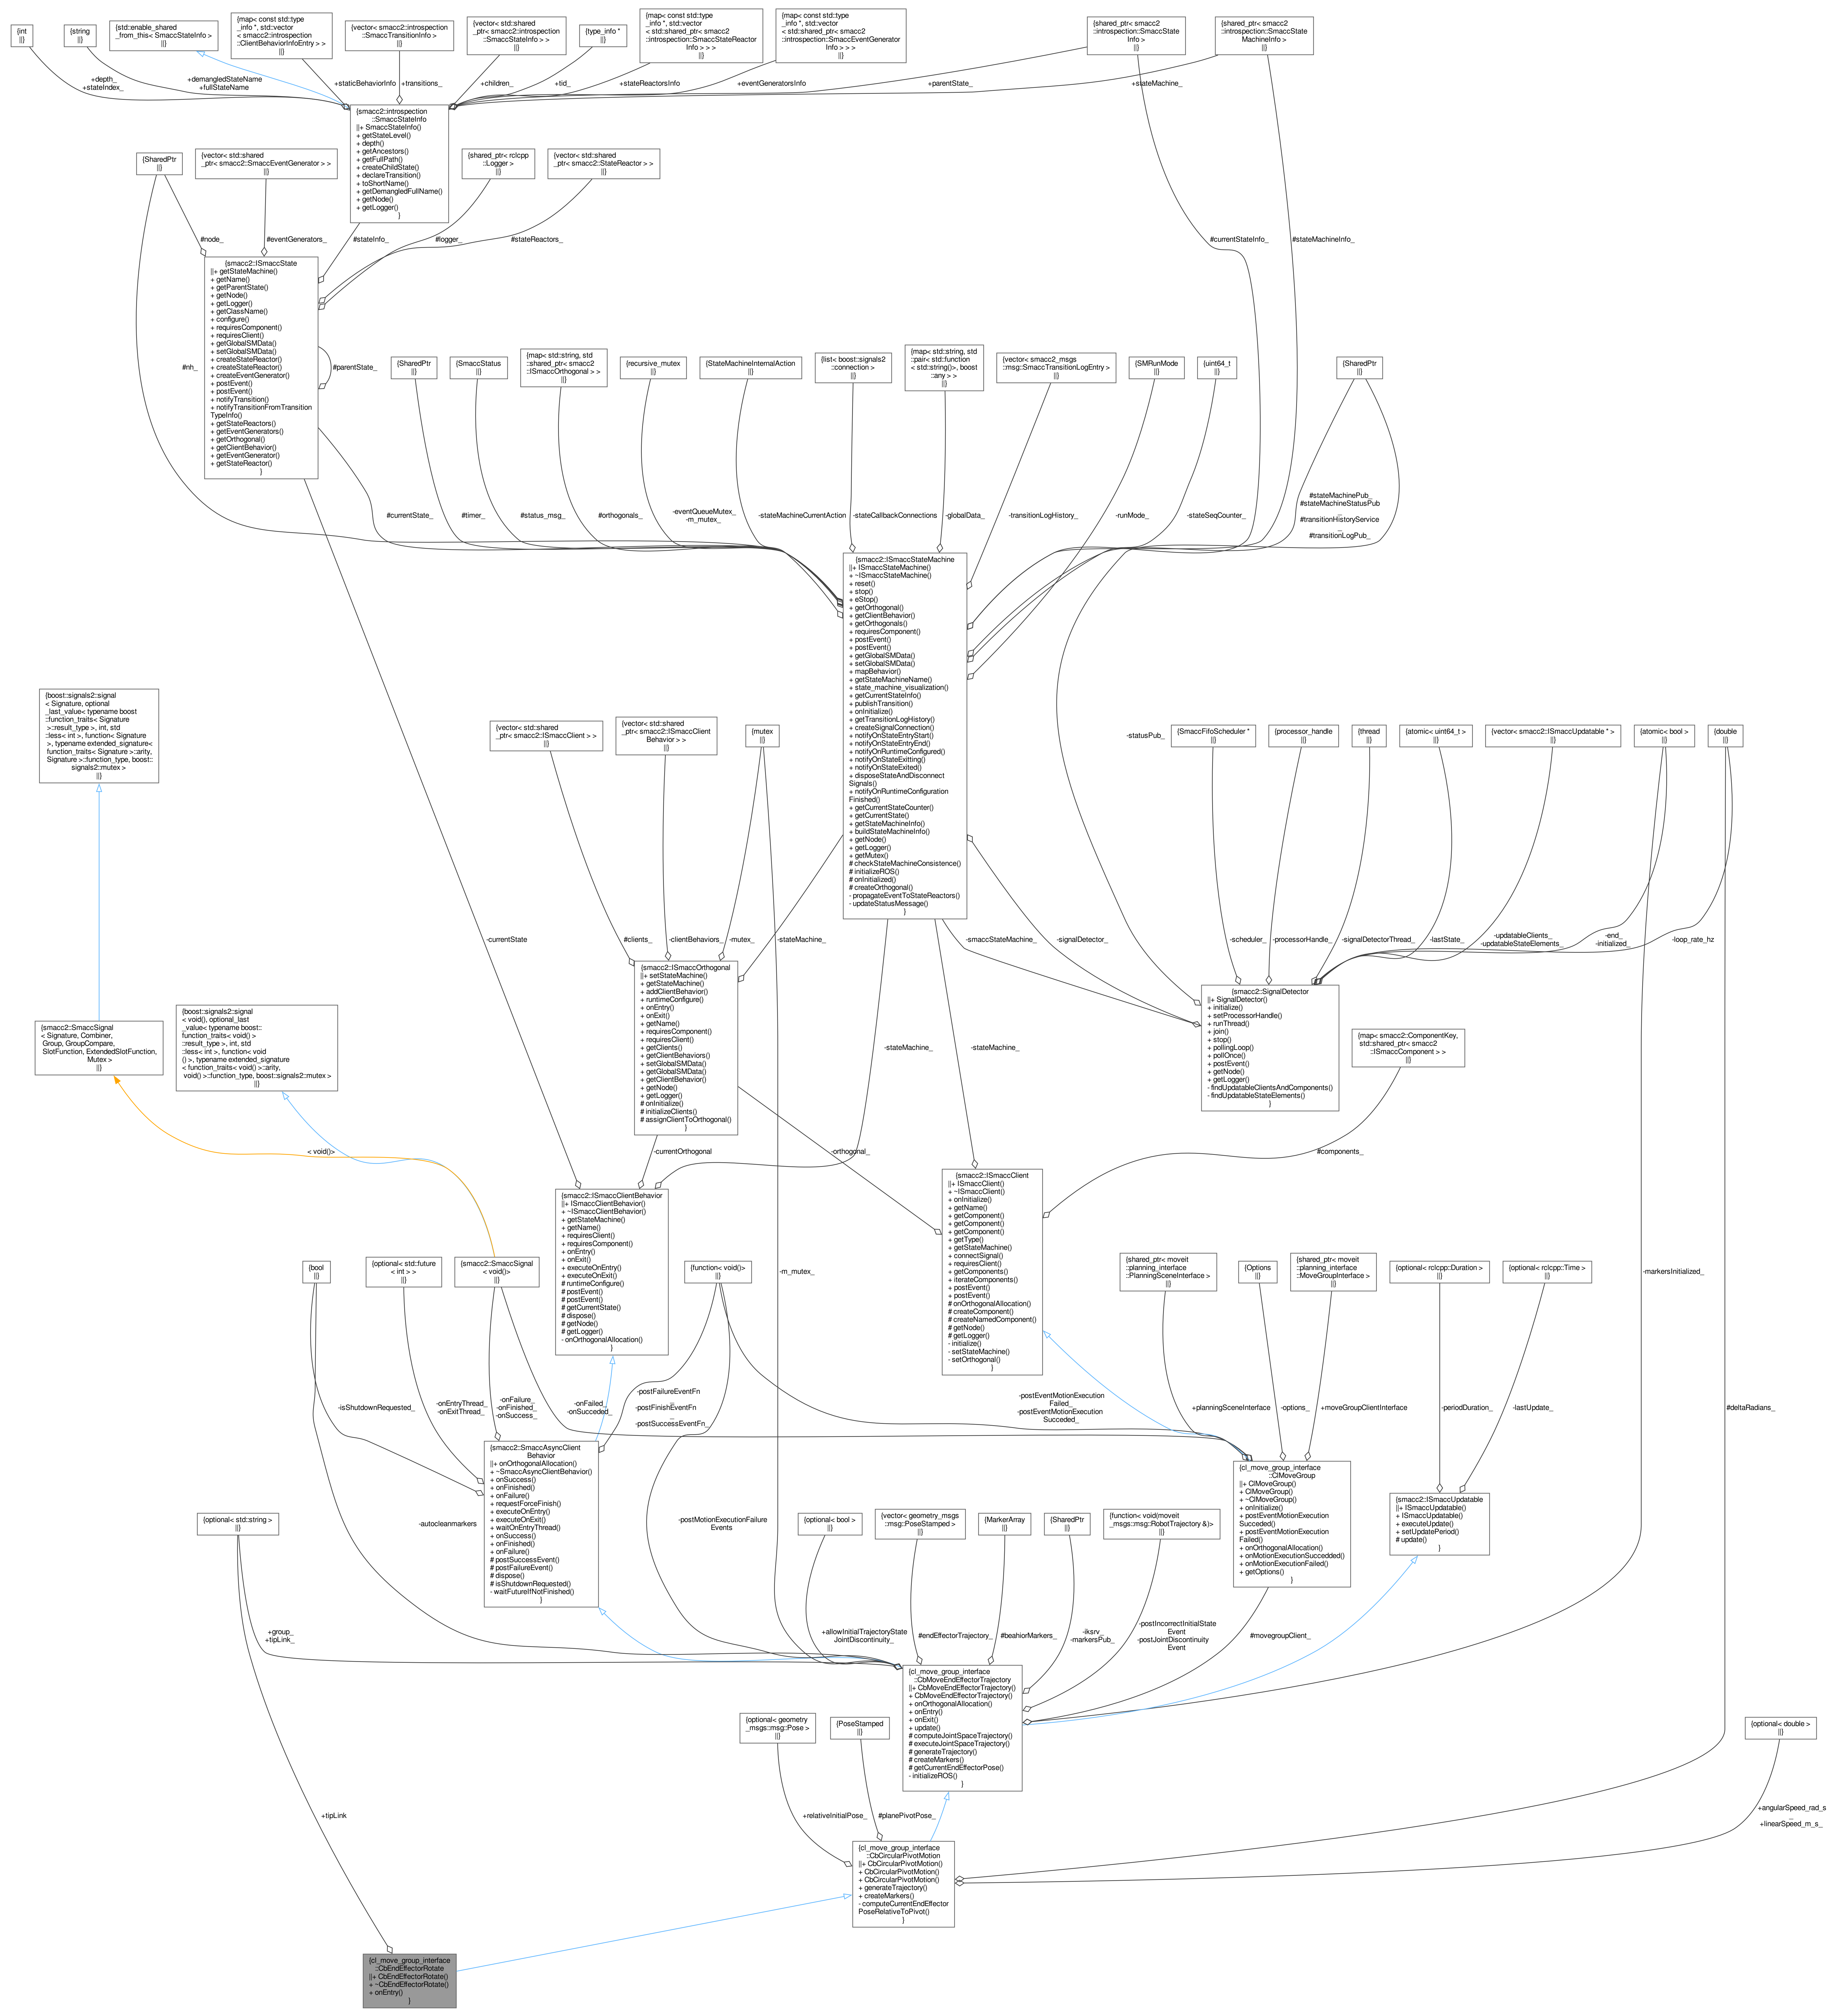 {int
||}
{string
||}
{std::enable_shared
_from_this< SmaccStateInfo >
||}
{map< const std::type
_info *, std::vector
< smacc2::introspection
::ClientBehaviorInfoEntry > >
||}
{vector< smacc2::introspection
::SmaccTransitionInfo >
||}
{vector< std::shared
_ptr< smacc2::introspection
::SmaccStateInfo > >
||}
{type_info *
||}
{map< const std::type
_info *, std::vector
< std::shared_ptr< smacc2
::introspection::SmaccStateReactor
Info > > >
||}
{map< const std::type
_info *, std::vector
< std::shared_ptr< smacc2
::introspection::SmaccEventGenerator
Info > > >
||}
{shared_ptr< smacc2
::introspection::SmaccState
Info >
||}
{shared_ptr< smacc2
::introspection::SmaccState
MachineInfo >
||}
+depth_
+stateIndex_
+demangledStateName
+fullStateName
+staticBehaviorInfo
+transitions_
+children_
+tid_
+stateReactorsInfo
+eventGeneratorsInfo
+parentState_
+stateMachine_
{smacc2::introspection
::SmaccStateInfo
||+ SmaccStateInfo()
+ getStateLevel()
+ depth()
+ getAncestors()
+ getFullPath()
+ createChildState()
+ declareTransition()
+ toShortName()
+ getDemangledFullName()
+ getNode()
+ getLogger()
}
{SharedPtr
||}
{vector< std::shared
_ptr< smacc2::SmaccEventGenerator > >
||}
{shared_ptr< rclcpp
::Logger >
||}
{vector< std::shared
_ptr< smacc2::StateReactor > >
||}
#node_
#eventGenerators_
#stateInfo_
#logger_
#stateReactors_
#currentStateInfo_
#stateMachineInfo_
{smacc2::ISmaccState
||+ getStateMachine()
+ getName()
+ getParentState()
+ getNode()
+ getLogger()
+ getClassName()
+ configure()
+ requiresComponent()
+ requiresClient()
+ getGlobalSMData()
+ setGlobalSMData()
+ createStateReactor()
+ createStateReactor()
+ createEventGenerator()
+ postEvent()
+ postEvent()
+ notifyTransition()
+ notifyTransitionFromTransition
TypeInfo()
+ getStateReactors()
+ getEventGenerators()
+ getOrthogonal()
+ getClientBehavior()
+ getEventGenerator()
+ getStateReactor()
}
#nh_
#parentState_
{SharedPtr
||}
{SmaccStatus
||}
{map< std::string, std
::shared_ptr< smacc2
::ISmaccOrthogonal > >
||}
{recursive_mutex
||}
{StateMachineInternalAction
||}
{list< boost::signals2
::connection >
||}
{map< std::string, std
::pair< std::function
< std::string()>, boost
::any > >
||}
{vector< smacc2_msgs
::msg::SmaccTransitionLogEntry >
||}
{SMRunMode
||}
{uint64_t
||}
{SharedPtr
||}
#currentState_
#timer_
#status_msg_
#orthogonals_
-eventQueueMutex_
-m_mutex_
-stateMachineCurrentAction
-stateCallbackConnections
-globalData_
-transitionLogHistory_
-runMode_
-stateSeqCounter_
#stateMachinePub_
#stateMachineStatusPub
_
#transitionHistoryService
_
#transitionLogPub_
{smacc2::ISmaccStateMachine
||+ ISmaccStateMachine()
+ ~ISmaccStateMachine()
+ reset()
+ stop()
+ eStop()
+ getOrthogonal()
+ getClientBehavior()
+ getOrthogonals()
+ requiresComponent()
+ postEvent()
+ postEvent()
+ getGlobalSMData()
+ setGlobalSMData()
+ mapBehavior()
+ getStateMachineName()
+ state_machine_visualization()
+ getCurrentStateInfo()
+ publishTransition()
+ onInitialize()
+ getTransitionLogHistory()
+ createSignalConnection()
+ notifyOnStateEntryStart()
+ notifyOnStateEntryEnd()
+ notifyOnRuntimeConfigured()
+ notifyOnStateExitting()
+ notifyOnStateExited()
+ disposeStateAndDisconnect
Signals()
+ notifyOnRuntimeConfiguration
Finished()
+ getCurrentStateCounter()
+ getCurrentState()
+ getStateMachineInfo()
+ buildStateMachineInfo()
+ getNode()
+ getLogger()
+ getMutex()
# checkStateMachineConsistence()
# initializeROS()
# onInitialized()
# createOrthogonal()
- propagateEventToStateReactors()
- updateStatusMessage()
}
{boost::signals2::signal
< Signature, optional
_last_value< typename boost
::function_traits< Signature
>::result_type >, int, std
::less< int >, function< Signature
>, typename extended_signature<
function_traits< Signature >::arity,
Signature >::function_type, boost::
signals2::mutex >
||}
{vector< std::shared
_ptr< smacc2::ISmaccClient > >
||}
{vector< std::shared
_ptr< smacc2::ISmaccClient
Behavior > >
||}
{mutex
||}
-statusPub_
{SmaccFifoScheduler *
||}
{processor_handle
||}
{thread
||}
{atomic< uint64_t >
||}
{vector< smacc2::ISmaccUpdatable * >
||}
{atomic< bool >
||}
{double
||}
-currentState
#clients_
-clientBehaviors_
-mutex_
-stateMachine_
-smaccStateMachine_
-signalDetector_
-scheduler_
-processorHandle_
-signalDetectorThread_
-lastState_
-updatableClients_
-updatableStateElements_
-end_
-initialized_
-loop_rate_hz
{smacc2::ISmaccOrthogonal
||+ setStateMachine()
+ getStateMachine()
+ addClientBehavior()
+ runtimeConfigure()
+ onEntry()
+ onExit()
+ getName()
+ requiresComponent()
+ requiresClient()
+ getClients()
+ getClientBehaviors()
+ setGlobalSMData()
+ getGlobalSMData()
+ getClientBehavior()
+ getNode()
+ getLogger()
# onInitialize()
# initializeClients()
# assignClientToOrthogonal()
}
{smacc2::SignalDetector
||+ SignalDetector()
+ initialize()
+ setProcessorHandle()
+ runThread()
+ join()
+ stop()
+ pollingLoop()
+ pollOnce()
+ postEvent()
+ getNode()
+ getLogger()
- findUpdatableClientsAndComponents()
- findUpdatableStateElements()
}
{smacc2::SmaccSignal
< Signature, Combiner,
Group, GroupCompare,
SlotFunction, ExtendedSlotFunction,
Mutex >
||}
{boost::signals2::signal
< void(), optional_last
_value< typename boost::
function_traits< void() >
::result_type >, int, std
::less< int >, function< void
() >, typename extended_signature
< function_traits< void() >::arity,
void() >::function_type, boost::signals2::mutex >
||}
{map< smacc2::ComponentKey,
std::shared_ptr< smacc2
::ISmaccComponent > >
||}
-stateMachine_
-stateMachine_
< void()>
-currentOrthogonal
-orthogonal_
#components_
{smacc2::ISmaccClientBehavior
||+ ISmaccClientBehavior()
+ ~ISmaccClientBehavior()
+ getStateMachine()
+ getName()
+ requiresClient()
+ requiresComponent()
+ onEntry()
+ onExit()
+ executeOnEntry()
+ executeOnExit()
# runtimeConfigure()
# postEvent()
# postEvent()
# getCurrentState()
# dispose()
# getNode()
# getLogger()
- onOrthogonalAllocation()
}
{smacc2::ISmaccClient
||+ ISmaccClient()
+ ~ISmaccClient()
+ onInitialize()
+ getName()
+ getComponent()
+ getComponent()
+ getComponent()
+ getType()
+ getStateMachine()
+ connectSignal()
+ requiresClient()
+ getComponents()
+ iterateComponents()
+ postEvent()
+ postEvent()
# onOrthogonalAllocation()
# createComponent()
# createNamedComponent()
# getNode()
# getLogger()
- initialize()
- setStateMachine()
- setOrthogonal()
}
{bool
||}
{optional< std::future
< int > >
||}
{smacc2::SmaccSignal
< void()>
||}
{function< void()>
||}
-m_mutex_
{shared_ptr< moveit
::planning_interface
::PlanningSceneInterface >
||}
{Options
||}
{shared_ptr< moveit
::planning_interface
::MoveGroupInterface >
||}
{optional< rclcpp::Duration >
||}
{optional< rclcpp::Time >
||}
-markersInitialized_
-isShutdownRequested_
-onEntryThread_
-onExitThread_
-onFailure_
-onFinished_
-onSuccess_
-onFailed_
-onSucceded_
-postFailureEventFn
_
-postFinishEventFn
_
-postSuccessEventFn_
-postEventMotionExecution
Failed_
-postEventMotionExecution
Succeded_
+planningSceneInterface
-options_
+moveGroupClientInterface
-periodDuration_
-lastUpdate_
#deltaRadians_
{smacc2::SmaccAsyncClient
Behavior
||+ onOrthogonalAllocation()
+ ~SmaccAsyncClientBehavior()
+ onSuccess()
+ onFinished()
+ onFailure()
+ requestForceFinish()
+ executeOnEntry()
+ executeOnExit()
+ waitOnEntryThread()
+ onSuccess()
+ onFinished()
+ onFailure()
# postSuccessEvent()
# postFailureEvent()
# dispose()
# isShutdownRequested()
- waitFutureIfNotFinished()
}
{cl_move_group_interface
::ClMoveGroup
||+ ClMoveGroup()
+ ClMoveGroup()
+ ~ClMoveGroup()
+ onInitialize()
+ postEventMotionExecution
Succeded()
+ postEventMotionExecution
Failed()
+ onOrthogonalAllocation()
+ onMotionExecutionSuccedded()
+ onMotionExecutionFailed()
+ getOptions()
}
{smacc2::ISmaccUpdatable
||+ ISmaccUpdatable()
+ ISmaccUpdatable()
+ executeUpdate()
+ setUpdatePeriod()
# update()
}
{optional< std::string >
||}
-autocleanmarkers
-postMotionExecutionFailure
Events
{optional< bool >
||}
{vector< geometry_msgs
::msg::PoseStamped >
||}
{MarkerArray
||}
{SharedPtr
||}
{function< void(moveit
_msgs::msg::RobotTrajectory &)>
||}
+group_
+tipLink_
+allowInitialTrajectoryState
JointDiscontinuity_
#endEffectorTrajectory_
#beahiorMarkers_
-iksrv_
-markersPub_
-postIncorrectInitialState
Event
-postJointDiscontinuity
Event
#movegroupClient_
{cl_move_group_interface
::CbMoveEndEffectorTrajectory
||+ CbMoveEndEffectorTrajectory()
+ CbMoveEndEffectorTrajectory()
+ onOrthogonalAllocation()
+ onEntry()
+ onExit()
+ update()
# computeJointSpaceTrajectory()
# executeJointSpaceTrajectory()
# generateTrajectory()
# createMarkers()
# getCurrentEndEffectorPose()
- initializeROS()
}
{optional< geometry
_msgs::msg::Pose >
||}
{PoseStamped
||}
{optional< double >
||}
+tipLink
+relativeInitialPose_
#planePivotPose_
+angularSpeed_rad_s
_
+linearSpeed_m_s_
{cl_move_group_interface
::CbCircularPivotMotion
||+ CbCircularPivotMotion()
+ CbCircularPivotMotion()
+ CbCircularPivotMotion()
+ generateTrajectory()
+ createMarkers()
- computeCurrentEndEffector
PoseRelativeToPivot()
}
{cl_move_group_interface
::CbEndEffectorRotate
||+ CbEndEffectorRotate()
+ ~CbEndEffectorRotate()
+ onEntry()
}